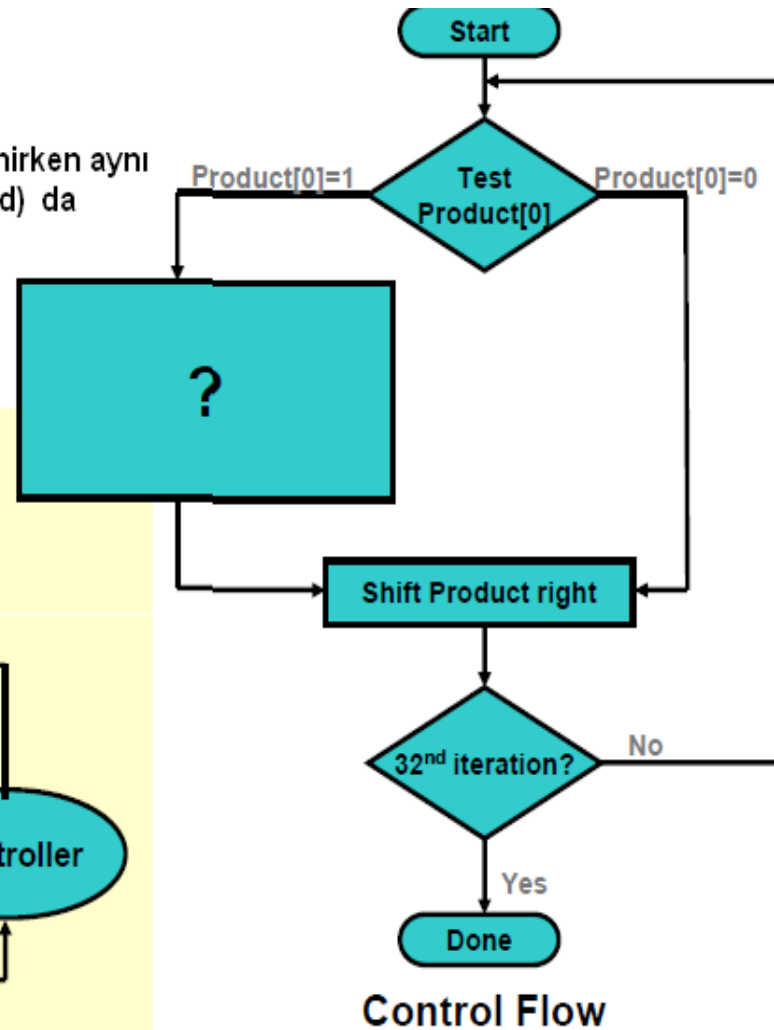 Start
nirken aynı
d) da
Product[0]=1
Test
Product[0]
Product[0]=0
?
Shift Product right
32nd iteration?
No
troller
Yes
Done
Control Flow